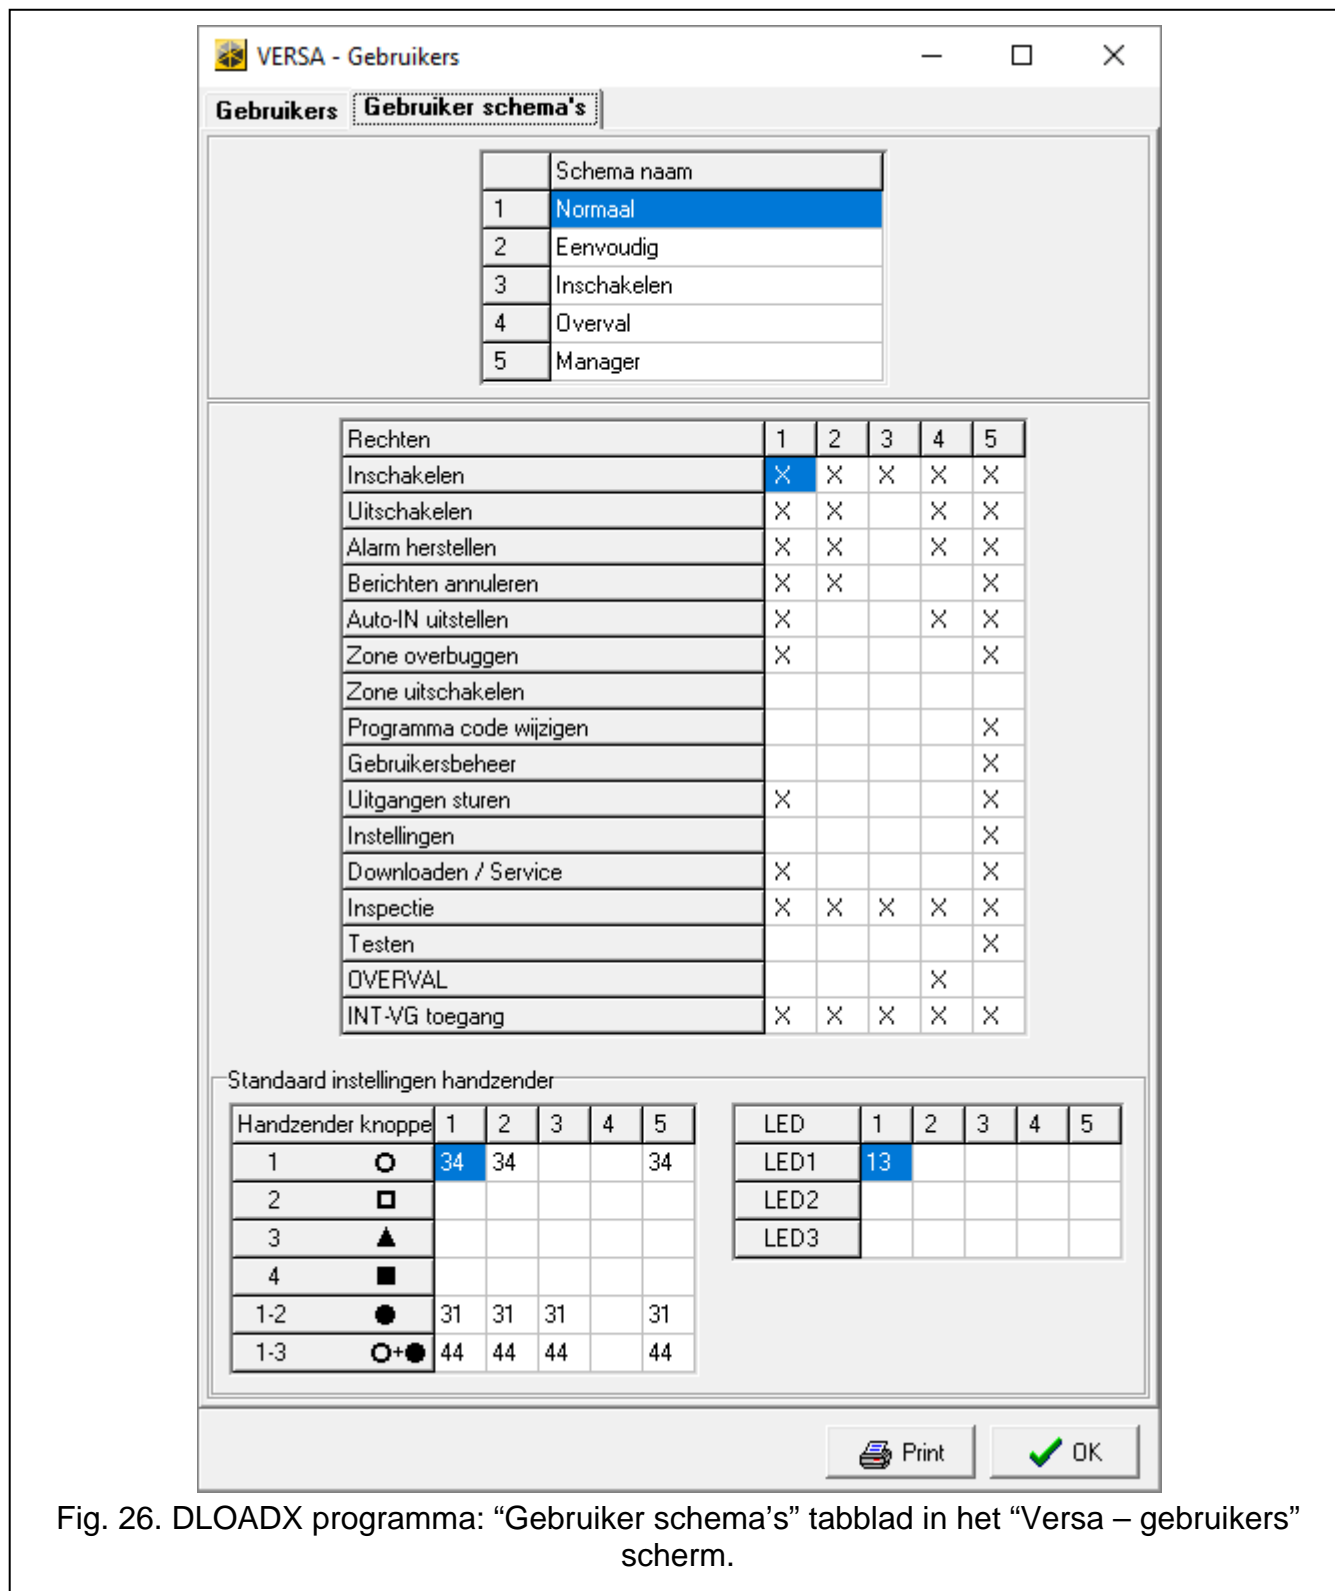 VERSA - Gebruikers
Gebruikers Gebruiker schema's
Schema naam
1 Normaal
2 Eenvoudig
3 Inschakelen
4 Overval
5 Manager
Rechten 1 2 3 4 5
Inschakelen X X X X X
Uitschakelen X X X X
Alarm herstellen X X X X
Berichten annuleren X X X
Auto-IN uitstellen X X X
Zone overbuggen X X
Zone uitschakelen
Programma code wijzigen X
Gebruikersbeheer X
Uitgangen sturen X X
Instellingen X
Downloaden / Service X X
Inspectie X X X X X
Testen X
OVERVAL X
INT-VG toegang X X X X X
Standaard instellingen handzender
Handzender knoppe 1 2 3 4 5
1 34 34 34
2
3
4
1-2 31 31 31 31
1-3 + 44 44 44 44
LED 1 2 3 4 5
LED1 13
LED2
LED3
Print OK
Fig. 26. DLOADX programma: “Gebruiker schema’s” tabblad in het “Versa – gebruikers”
scherm.